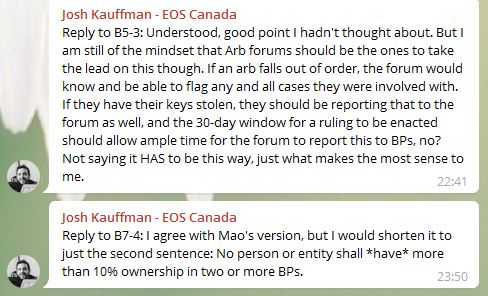 Josh Kauffman - EOS Canada
Reply to B5-3: Understood, good point I hadn't thought about. But I
am still of the mindset that Arb forums should be the ones to take
the lead on this though. If an arb falls out of order, the forum would
know and be able to flag any and all cases they were involved with.
If they have their keys stolen, they should be reporting that to the
forum as well, and the 30-day window for a ruling to be enacted
should allow ample time for the forum to report this to BPs, no?
Not saying it HAS to be this way, just what makes the most sense to
me.
22:41
Josh Kauffman - EOS Canada
Reply to B7-4: I agree with Mao's version, but I would shorten it to
just the second sentence: No person or entity shall *have* more
than 10% ownership in two or more BPs.
23:50